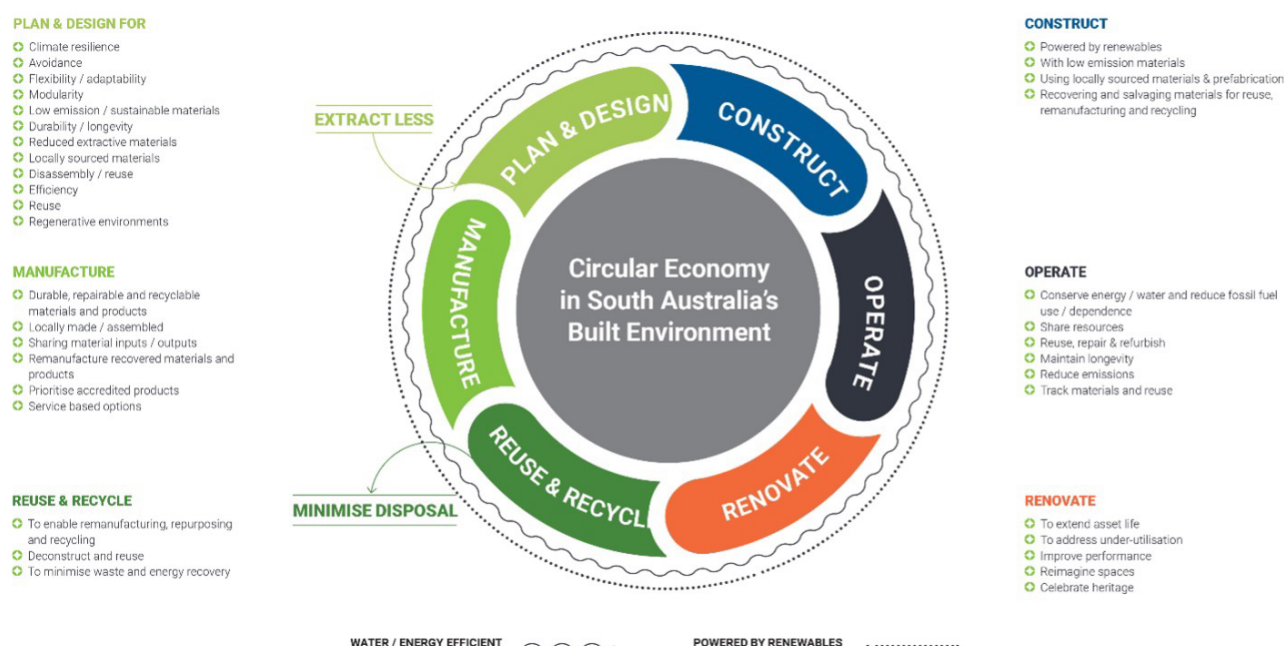 PLAN & DESIGN FOR
Climate resilience
Avoidance
Flexibility / adaptability
Modularity
Low emission / sustainable materials
Durability / longevity
Reduced extractive materials
Locally sourced materials
Disassembly / reuse
Efficiency
Reuse
Regenerative environments
MANUFACTURE
Durable, repairable and recyclable
materials and products
Locally made / assembled
Sharing material inputs / outputs
Remanufacture recovered materials and
products
Prioritise accredited products
Service based options
REUSE & RECYCLE
To enable remanufacturing, repurposing
and recycling
Deconstruct and reuse
To minimise waste and energy recovery
EXTRACT LESS
MINIMISE DISPOSAL
PLAN & DESIGN
CONSTRUCT
OPERATE
RENOVATE
REUSE & RECYCL
MANUFACTURE
Circular Economy
in South Australia's
Built Environment
CONSTRUCT
Powered by renewables
With low emission materials
Using locally sourced materials & prefabrication
Recovering and salvaging materials for reuse,
remanufacturing and recycling
OPERATE
Conserve energy / water and reduce fossil fuel
use / dependence
Share resources
Reuse, repair & refurbish
Maintain longevity
Reduce emissions
Track materials and reuse
RENOVATE
To extend asset life
To address under-utilisation
Improve performance
Reimagine spaces
Celebrate heritage
WATER / ENERGY EFFICIENT
POWERED BY RENEWABLES